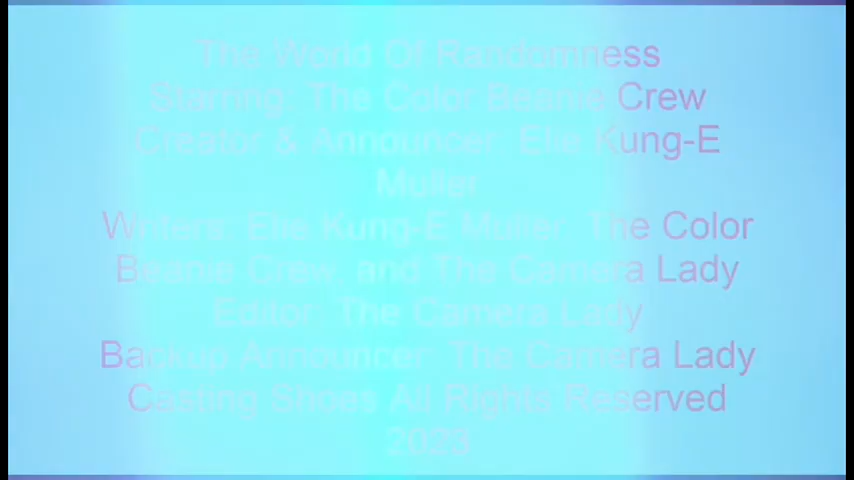 The World Of Randomness
Starring: The Color Beanie Crew
Creator & Announcer: Elie Kung-E
Muller
Writers: Elie Kung-E Muller, The Color
Beanie Crew, and The Camera Lady
Editor: The Camera Lady
Backup Announcer: The Camera Lady
Casting Shoes All Rights Reserved
2023